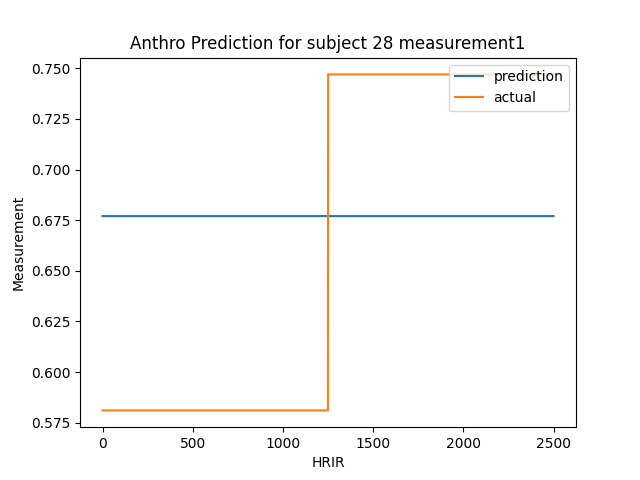 Anthro Prediction for subject 28 measurement1
0.750
0.725
0.700
0.675
0.650
0.625
0.600
0.575
Measurement
prediction
actual
0 500 1000 1500 2000 2500
HRIR